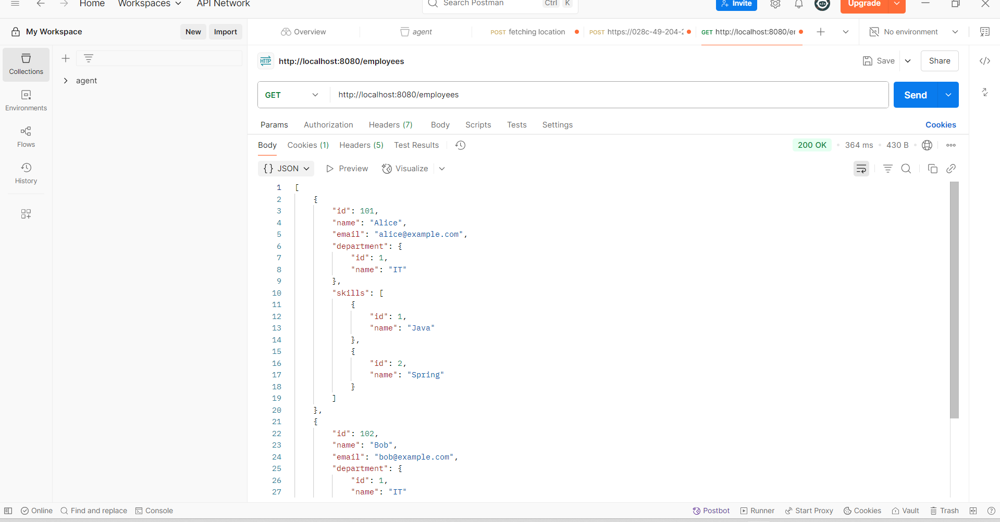 Home Workspaces API Network Search Postman Ctrl K Invite Upgrade
My Workspace New Import Overview agent POST fetching location POST https://028c-49-204-2 GET http://localhost:8080/em No environment
Collections
Environments
Flows
History
agent
HTTP http://localhost:8080/employees Save Share
GET http://localhost:8080/employees Send
Params Authorization Headers (7) Body Scripts Tests Settings Cookies
Body Cookies (1) Headers (5) Test Results 200 OK • 364 ms • 430 B •
{} JSON Preview Visualize
1 [
2 {
3 "id": 101,
4 "name": "Alice",
5 "email": "alice@example.com",
6 "department": {
7 "id": 1,
8 "name": "IT"
9 },
10 "skills": [
11 {
12 "id": 1,
13 "name": "Java"
14 },
15 {
16 "id": 2,
17 "name": "Spring"
18 }
19 ]
20 },
21 {
22 "id": 102,
23 "name": "Bob",
24 "email": "bob@example.com",
25 "department": {
26 "id": 1,
27 "name": "IT"
Online Find and replace Console Postbot Runner Start Proxy Cookies Vault Trash